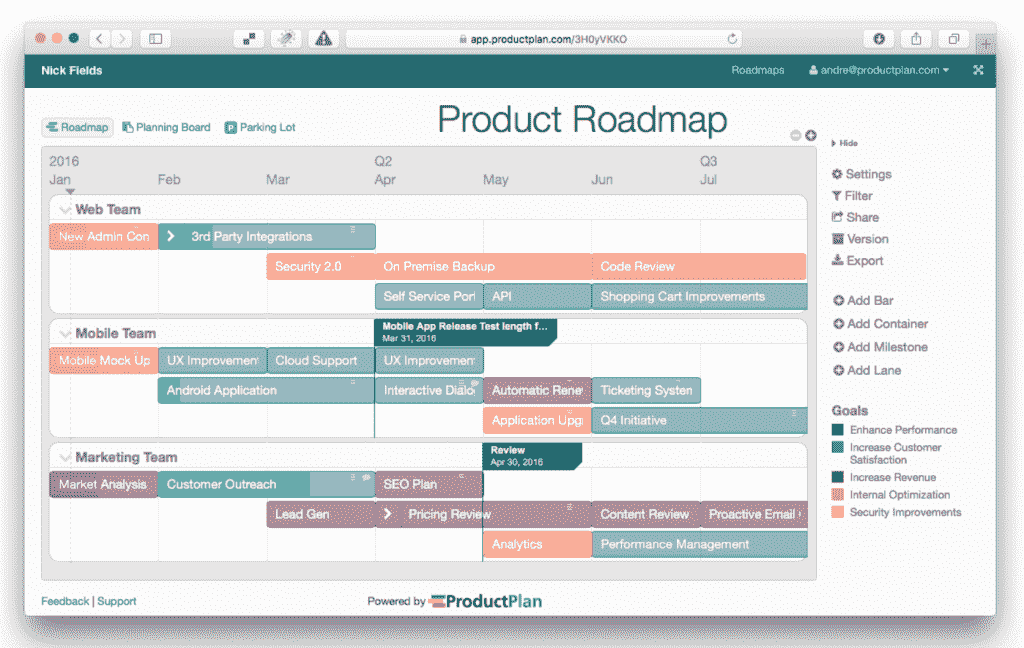 app.productplan.com/3H0yVKKO
Nick Fields
Roadmaps
andre@productplan.com
Roadmap
Planning Board
P Parking Lot
Product Roadmap
Hide
2016
Q2
Q3
Jan
Feb
Mar
Apr
May
Jun
Jul
Web Team
New Admin Con
3rd Party Integrations
Security 2.0
On Premise Backup
Code Review
Self Service Port
API
Shopping Cart Improvements
Mobile Team
Mobile App Release Test length f...
Mar 31, 2016
Mobile Mock Up
UX Improvement
Cloud Support
UX Improvement
Android Application
Interactive Dialo
Automatic Rene
Ticketing System
Application Upg
Q4 Initiative
Marketing Team
Review
Apr 30, 2016
Market Analysis
Customer Outreach
SEO Plan
Lead Gen
Pricing Review
Content Review
Proactive Email
Analytics
Performance Management
Settings
Filter
Share
Version
Export
Add Bar
Add Container
Add Milestone
Add Lane
Goals
Enhance Performance
Increase Customer
Satisfaction
Increase Revenue
Internal Optimization
Security Improvements
Feedback | Support
Powered by ProductPlan